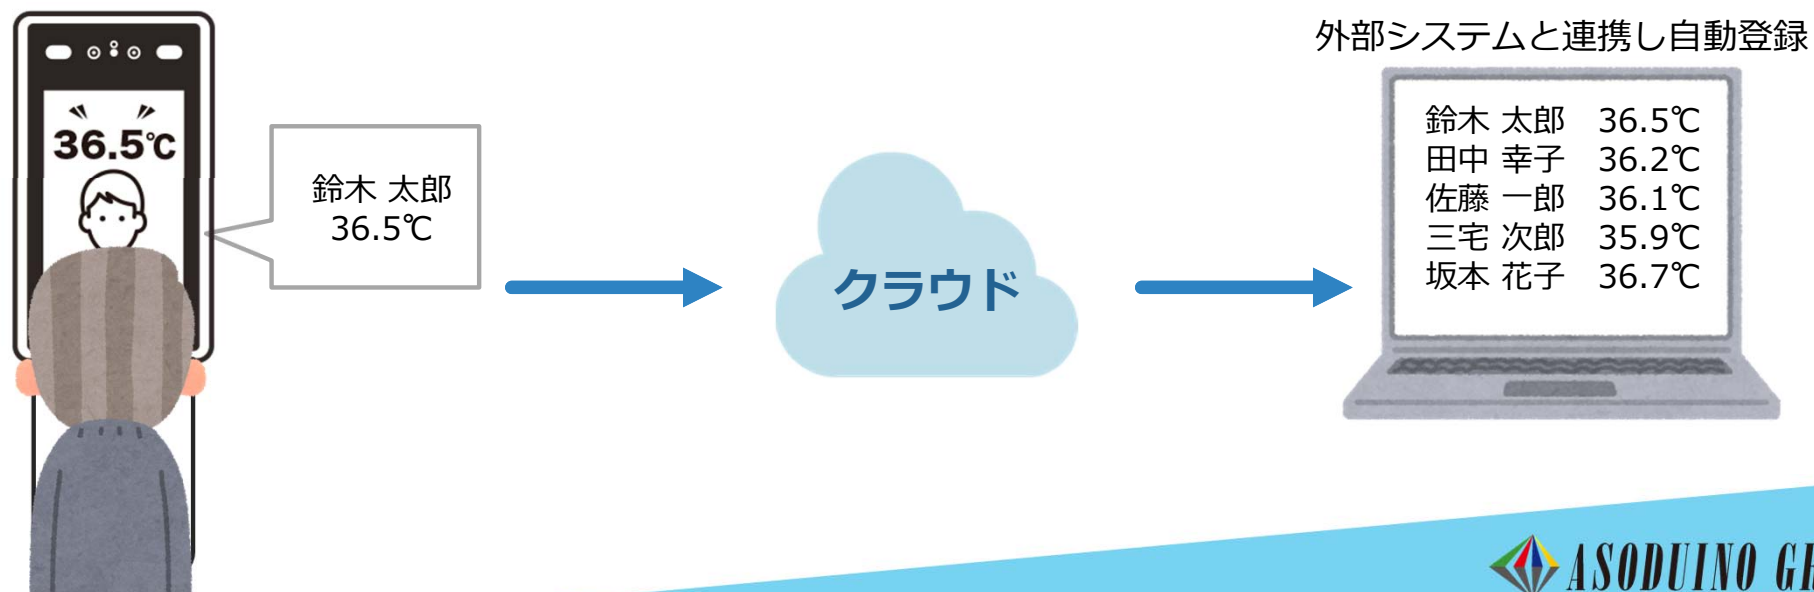 外部システムと連携し自動登録
36.5℃
鈴木 太郎
36.5℃
クラウド
鈴木 太郎 36.5℃
田中 幸子 36.2℃
佐藤 一郎 36.1℃
三宅 次郎 35.9℃
坂本 花子 36.7℃
ASODUINO